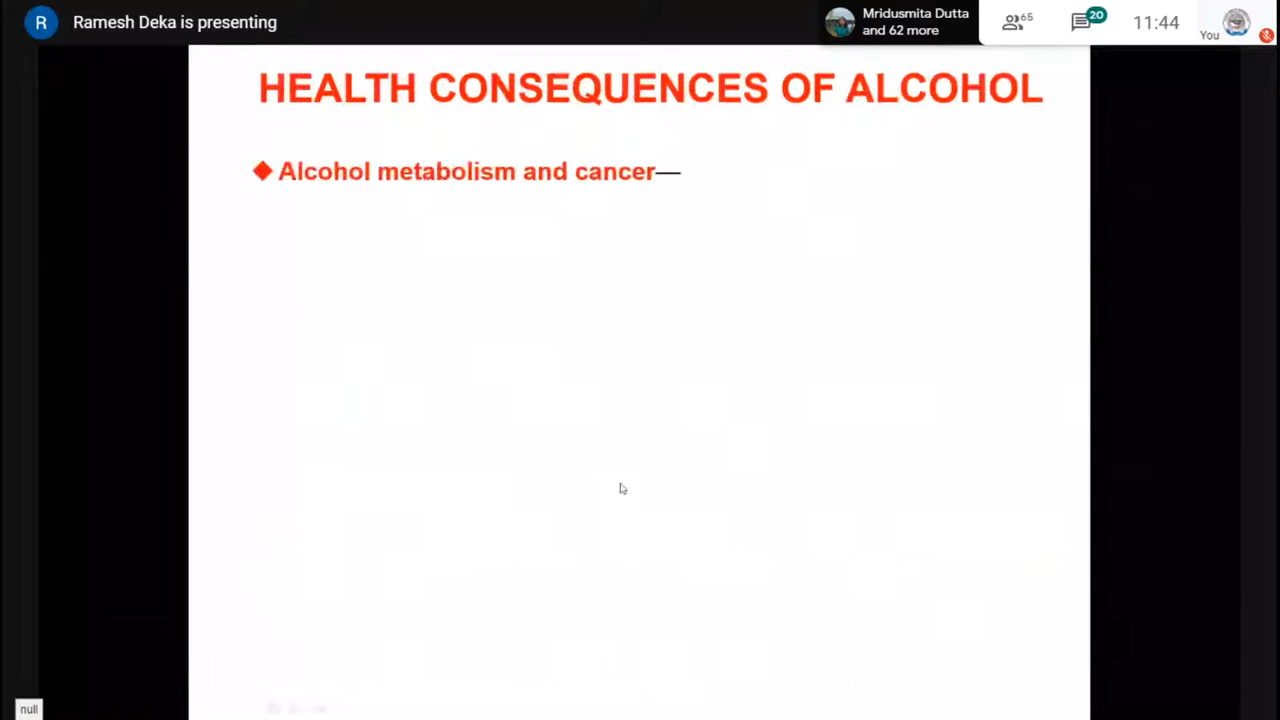 R
Ramesh Deka is presenting
Mridusmita Dutta
and 62 more
65
20
11:44
You
HEALTH CONSEQUENCES OF ALCOHOL
Alcohol metabolism and cancer—
null